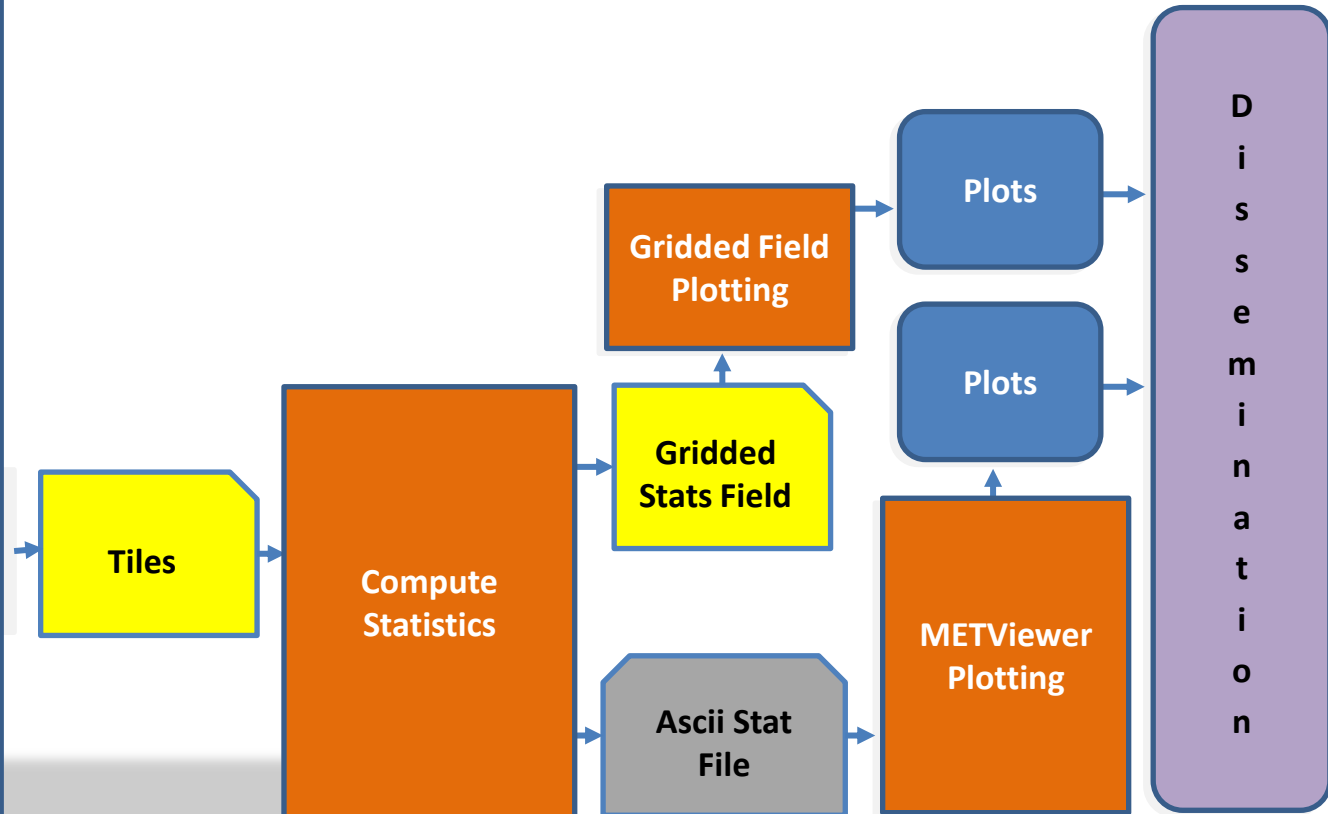 Tiles
Compute
Statistics
Gridded Field
Plotting
Gridded
Stats Field
Ascii Stat
File
Plots
Plots
METViewer
Plotting
D
i
s
s
e
m
i
n
a
t
i
o
n